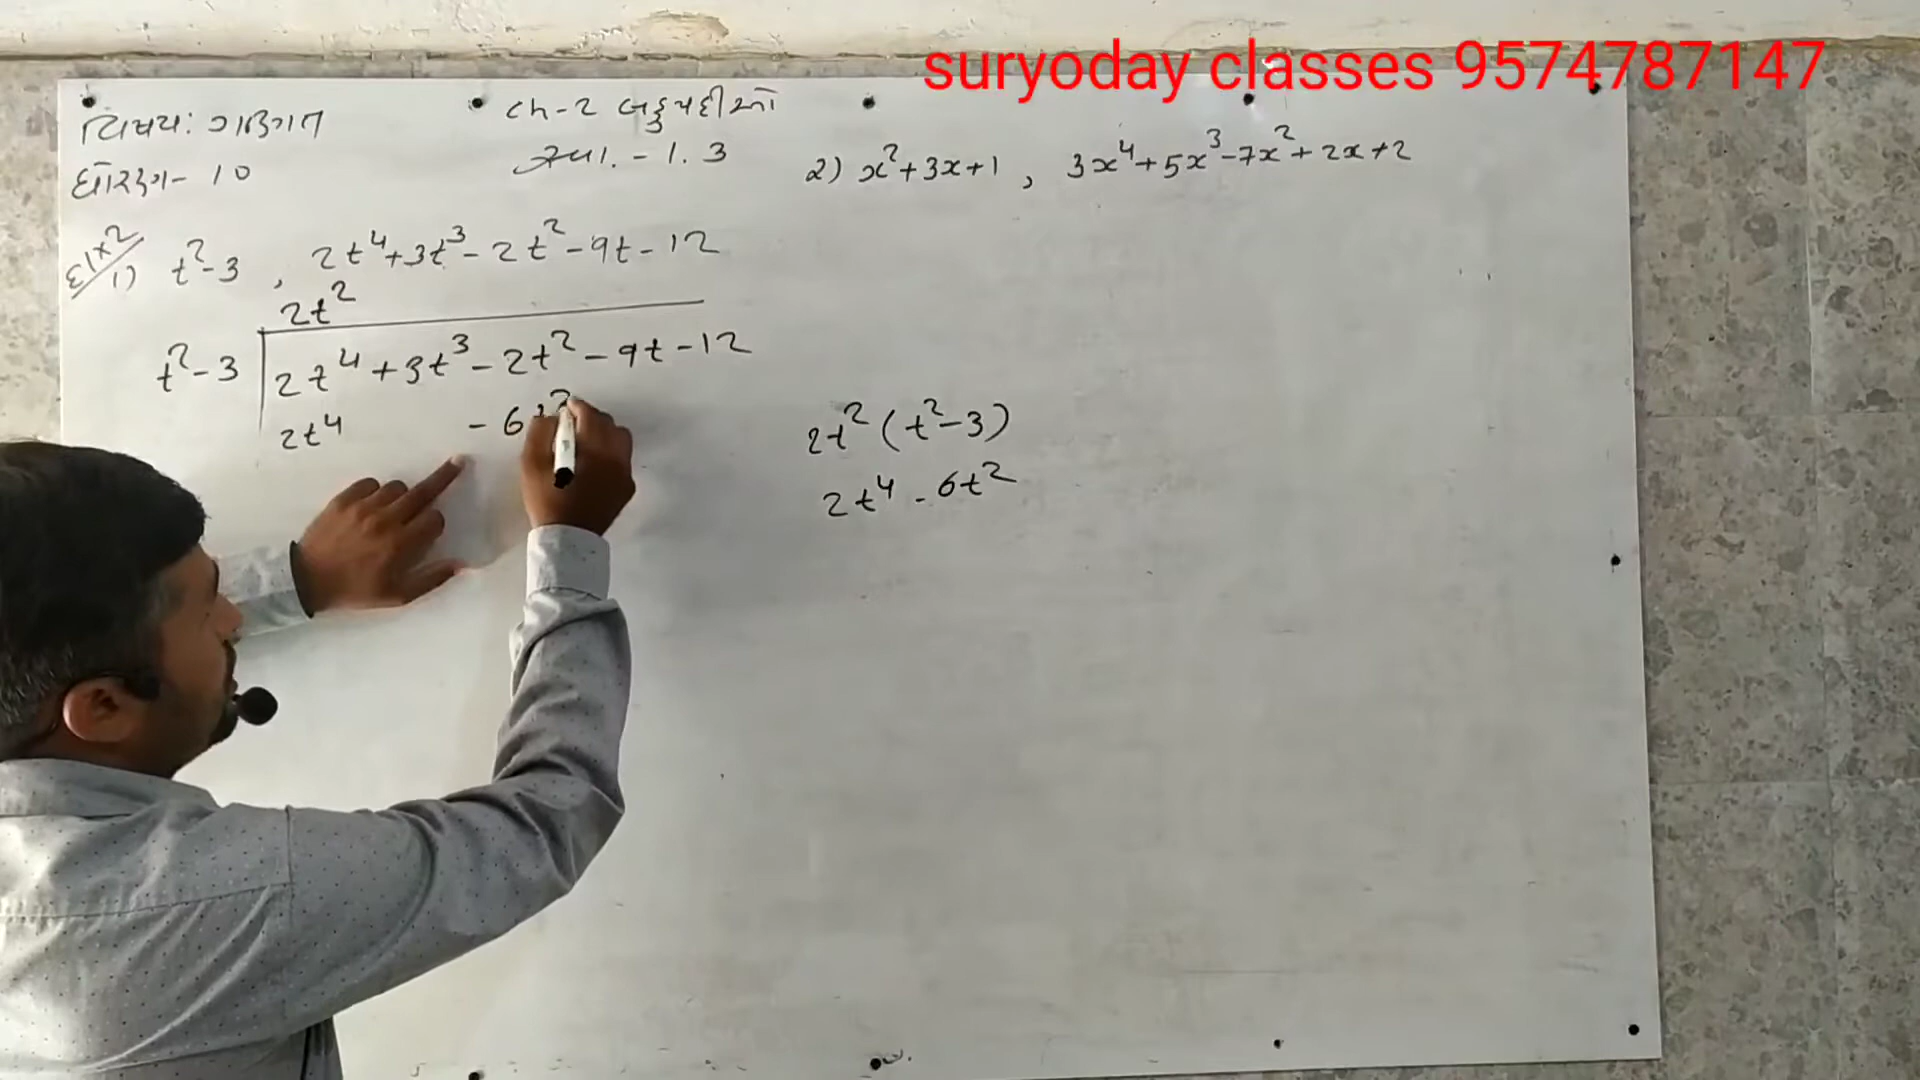 suryoday classes 9574787147
વિષય: ગણિત
ધોરણ - 10
ch-2 બહુપદીઓ
સ્વા. - 1.3
દાખલા
1) t²-3 , 2t⁴+3t³-2t²-9t-12
2t²
t²-3 2t⁴+3t³-2t²-9t-12
2t⁴ -6t²
2) x²+3x+1 , 3x⁴+5x³-7x²+2x+2
2t²(t²-3)
2t⁴-6t²